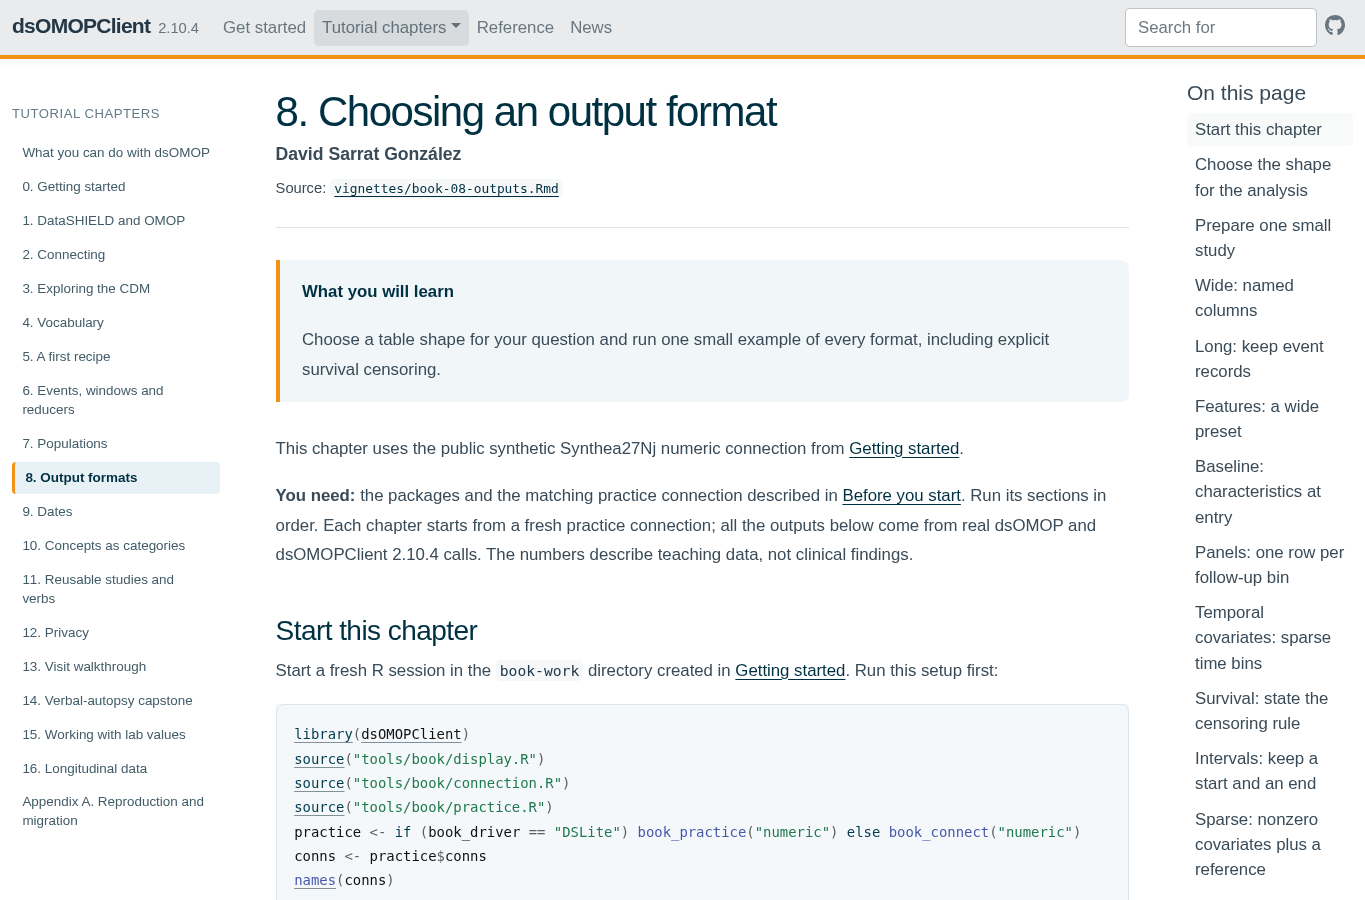 dsOMOPClient 2.10.4 Get started Tutorial chapters Reference News Search for
TUTORIAL CHAPTERS
What you can do with dsOMOP
0. Getting started
1. DataSHIELD and OMOP
2. Connecting
3. Exploring the CDM
4. Vocabulary
5. A first recipe
6. Events, windows and
reducers
7. Populations
8. Output formats
9. Dates
10. Concepts as categories
11. Reusable studies and
verbs
12. Privacy
13. Visit walkthrough
14. Verbal-autopsy capstone
15. Working with lab values
16. Longitudinal data
Appendix A. Reproduction and
migration
8. Choosing an output format
David Sarrat González
Source: vignettes/book-08-outputs.Rmd
What you will learn
Choose a table shape for your question and run one small example of every format, including explicit
survival censoring.
This chapter uses the public synthetic Synthea27Nj numeric connection from Getting started.
You need: the packages and the matching practice connection described in Before you start. Run its sections in
order. Each chapter starts from a fresh practice connection; all the outputs below come from real dsOMOP and
dsOMOPClient 2.10.4 calls. The numbers describe teaching data, not clinical findings.
Start this chapter
Start a fresh R session in the book-work directory created in Getting started. Run this setup first:
library(dsOMOPClient)
source("tools/book/display.R")
source("tools/book/connection.R")
source("tools/book/practice.R")
practice <- if (book_driver == "DSLite") book_practice("numeric") else book_connect("numeric")
conns <- practice$conns
names(conns)
On this page
Start this chapter
Choose the shape
for the analysis
Prepare one small
study
Wide: named
columns
Long: keep event
records
Features: a wide
preset
Baseline:
characteristics at
entry
Panels: one row per
follow-up bin
Temporal
covariates: sparse
time bins
Survival: state the
censoring rule
Intervals: keep a
start and an end
Sparse: nonzero
covariates plus a
reference